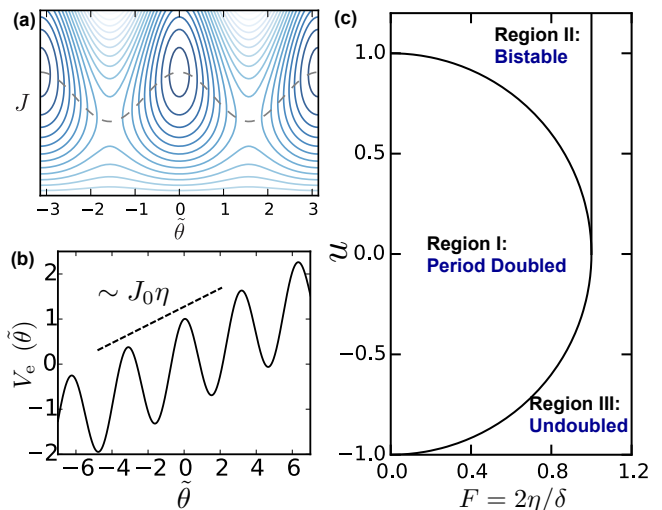 (a)
J
−3 −2 −1 0 1 2 3
θ̃
(b)
2
1
0
−1
−2
V_e(θ̃)
∼ J_0η
−6 −4 −2 0 2 4 6
θ̃
(c)
u
1.0
0.5
0.0
−0.5
−1.0
Region II:
Bistable
Region I:
Period Doubled
Region III:
Undoubled
0.0 0.4 0.8 1.2
F = 2η/δ